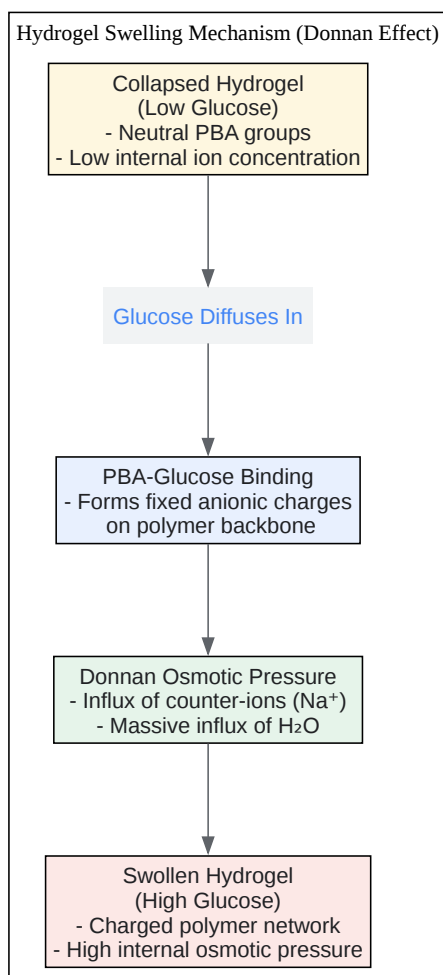 Hydrogel Swelling Mechanism (Donnan Effect)
Collapsed Hydrogel
(Low Glucose)
- Neutral PBA groups
- Low internal ion concentration
Glucose Diffuses In
PBA-Glucose Binding
- Forms fixed anionic charges
on polymer backbone
Donnan Osmotic Pressure
- Influx of counter-ions (Na⁺)
- Massive influx of H₂O
Swollen Hydrogel
(High Glucose)
- Charged polymer network
- High internal osmotic pressure